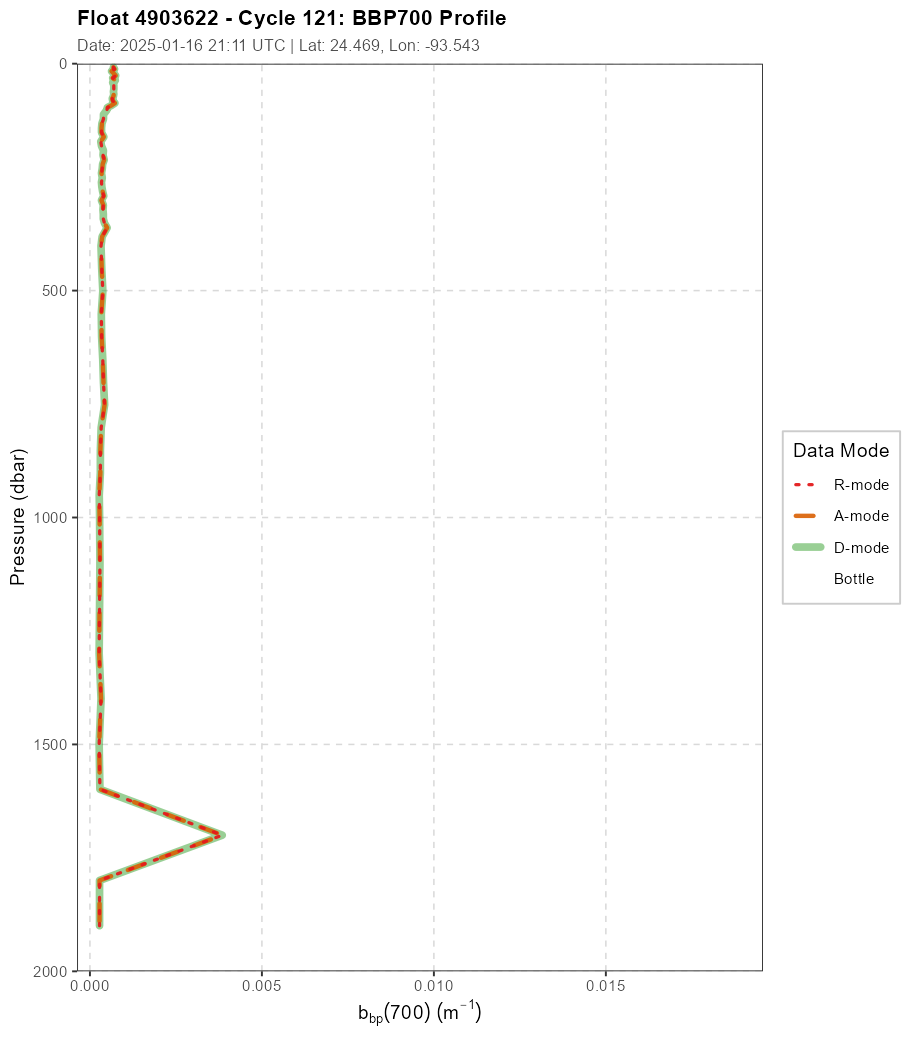 Float 4903622 - Cycle 121: BBP700 Profile
Date: 2025-01-16 21:11 UTC | Lat: 24.469, Lon: -93.543
0
500
1000
1500
2000
Pressure (dbar)
0.000 0.005 0.010 0.015
b_bp(700) (m⁻¹)
Data Mode
R-mode
A-mode
D-mode
Bottle